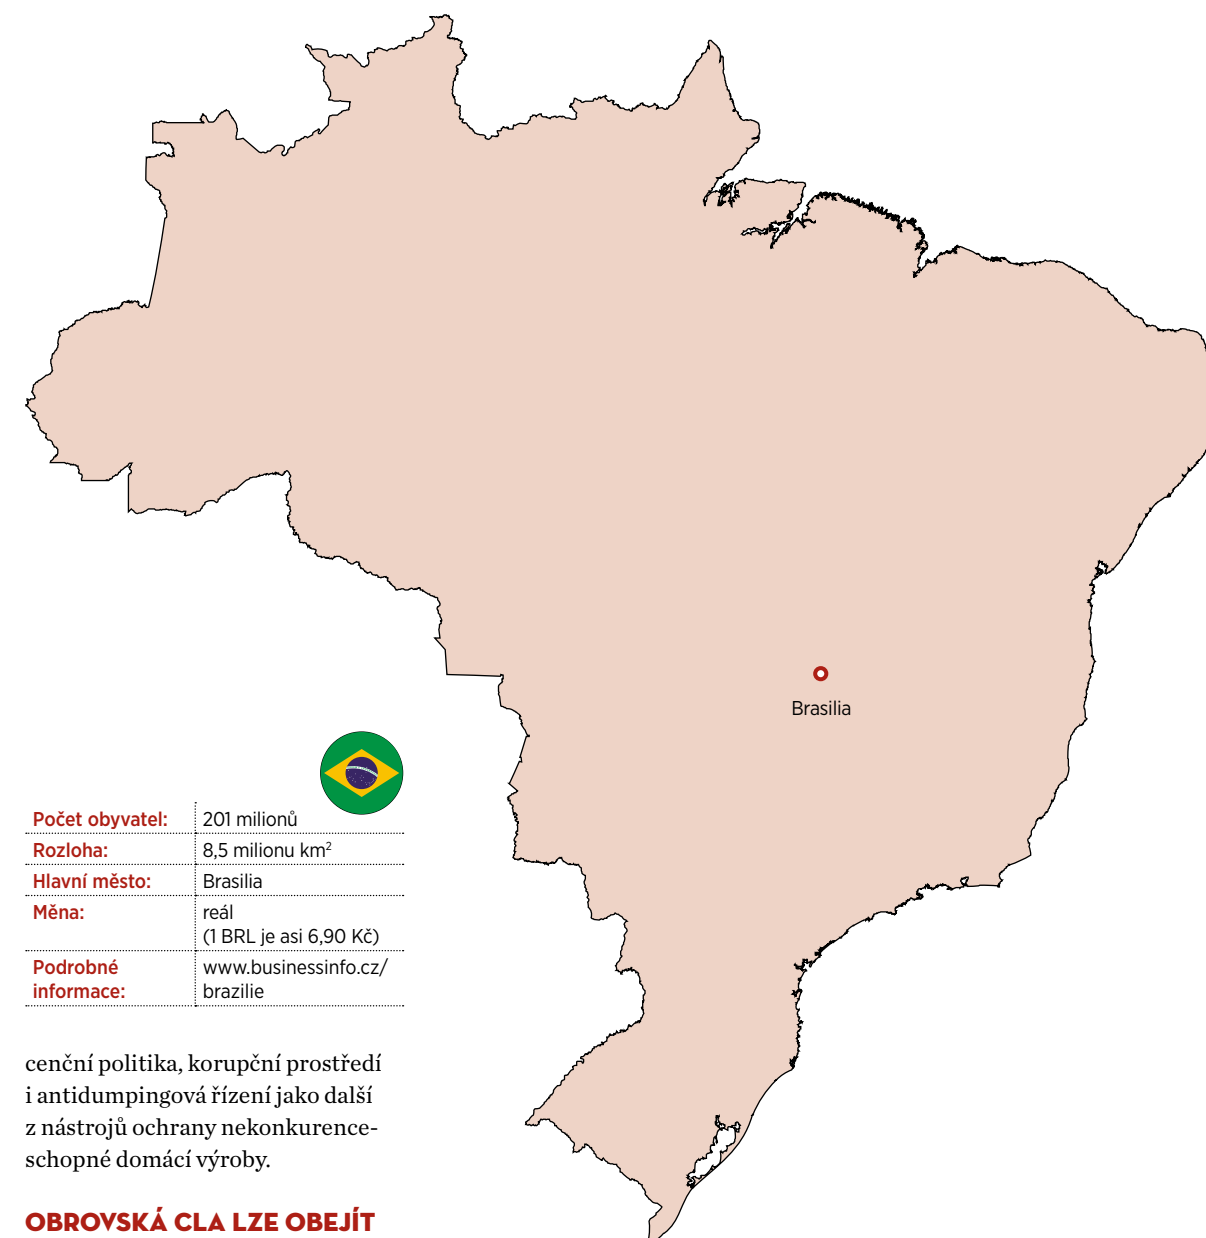 Brasilia
Počet obyvatel: 201 milionů
Rozloha: 8,5 milionu km²
Hlavní město: Brasilia
Měna: reál
(1 BRL je asi 6,90 Kč)
Podrobné www.businessinfo.cz/
informace: brazilie
cenční politika, korupční prostředí
i antidumpingová řízení jako další
z nástrojů ochrany nekonkurence-
schopné domácí výroby.
OBROVSKÁ CLA LZE OBEJÍT